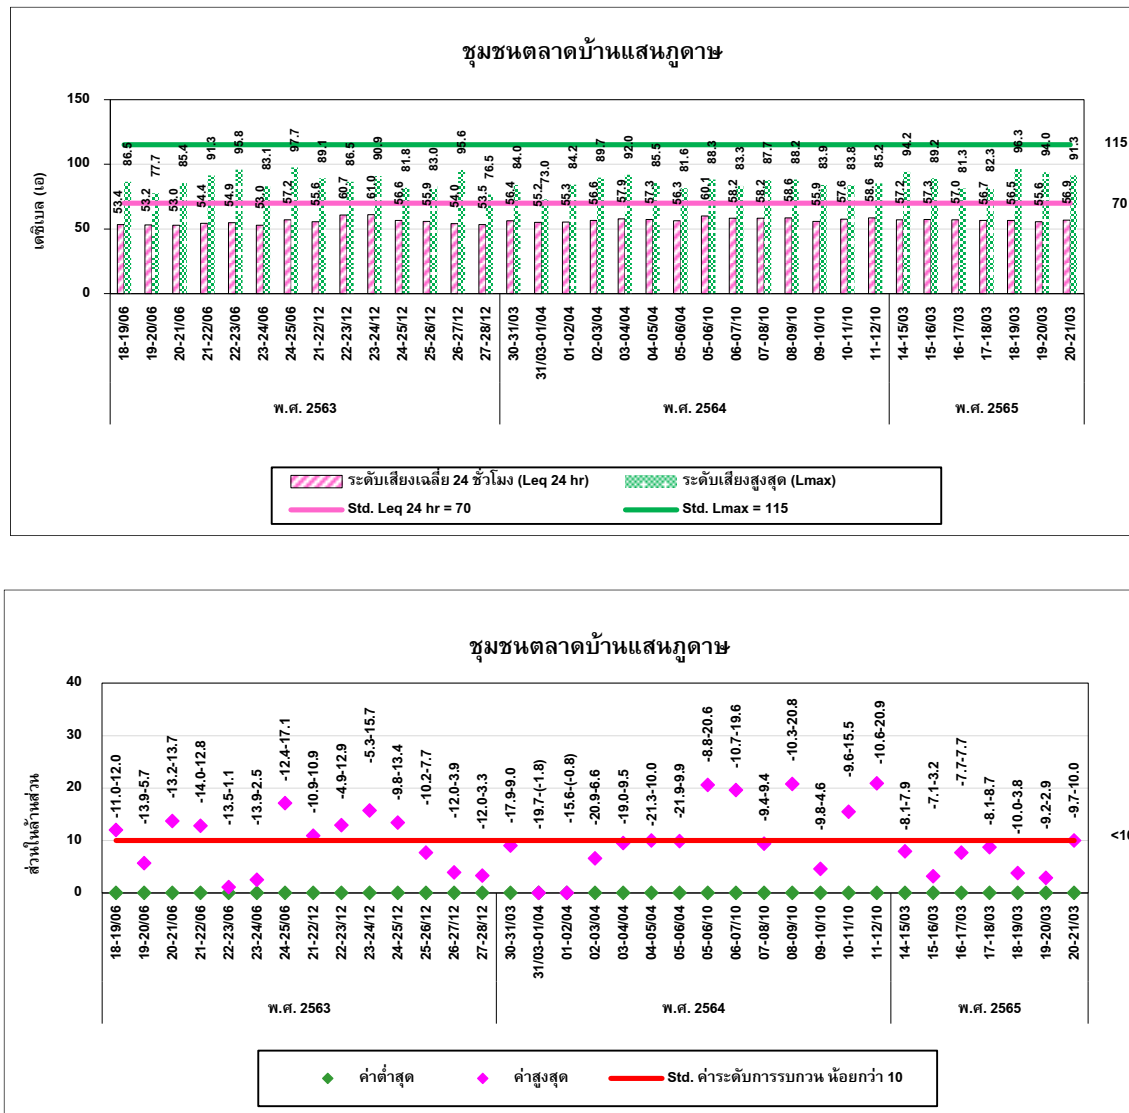 ชุมชนตลาดบ้านแสนภูดาษ
เดซิเบล (เอ)
150
100
50
0
115
70
53.4 86.5 53.2 77.7 53.0 85.4 54.4 91.3 54.9 95.8 53.0 83.1 57.2 97.7 55.6 89.1 60.7 86.5 61.0 90.9 56.6 81.8 55.9 83.0 54.0 95.6 53.5 76.5 56.4 84.0 55.2 73.0 55.3 84.2 56.6 89.7 57.9 92.0 57.3 85.5 56.3 81.6 60.1 88.3 58.2 83.3 58.2 87.7 58.6 88.2 55.9 83.9 57.6 83.8 58.6 85.2 57.2 94.2 57.3 89.2 57.0 81.3 56.7 82.3 56.5 96.3 55.6 94.0 56.9 91.3
18-19/06 19-20/06 20-21/06 21-22/06 22-23/06 23-24/06 24-25/06 21-22/12 22-23/12 23-24/12 24-25/12 25-26/12 26-27/12 27-28/12 30-31/03 31/03-01/04 01-02/04 02-03/04 03-04/04 04-05/04 05-06/04 05-06/10 06-07/10 07-08/10 08-09/10 09-10/10 10-11/10 11-12/10 14-15/03 15-16/03 16-17/03 17-18/03 18-19/03 19-20/03 20-21/03
พ.ศ. 2563 พ.ศ. 2564 พ.ศ. 2565
ระดับเสียงเฉลี่ย 24 ชั่วโมง (Leq 24 hr) ระดับเสียงสูงสุด (Lmax)
Std. Leq 24 hr = 70 Std. Lmax = 115
ชุมชนตลาดบ้านแสนภูดาษ
ส่วนในล้านส่วน
40
30
20
10
0
<10
-11.0-12.0 -13.9-5.7 -13.2-13.7 -14.0-12.8 -13.5-1.1 -13.9-2.5 -12.4-17.1 -10.9-10.9 -4.9-12.9 -5.3-15.7 -9.8-13.4 -10.2-7.7 -12.0-3.9 -12.0-3.3 -17.9-9.0 -19.7-(-1.8) -15.6-(-0.8) -20.9-6.6 -19.0-9.5 -21.3-10.0 -21.9-9.9 -8.8-20.6 -10.7-19.6 -9.4-9.4 -10.3-20.8 -9.8-4.6 -9.6-15.5 -10.6-20.9 -8.1-7.9 -7.1-3.2 -7.7-7.7 -8.1-8.7 -10.0-3.8 -9.2-2.9 -9.7-10.0
18-19/06 19-20/06 20-21/06 21-22/06 22-23/06 23-24/06 24-25/06 21-22/12 22-23/12 23-24/12 24-25/12 25-26/12 26-27/12 27-28/12 30-31/03 31/03-01/04 01-02/04 02-03/04 03-04/04 04-05/04 05-06/04 05-06/10 06-07/10 07-08/10 08-09/10 09-10/10 10-11/10 11-12/10 14-15/03 15-16/03 16-17/03 17-18/03 18-19/03 19-20/03 20-21/03
พ.ศ. 2563 พ.ศ. 2564 พ.ศ. 2565
ค่าต่ำสุด ค่าสูงสุด Std. ค่าระดับการรบกวน น้อยกว่า 10